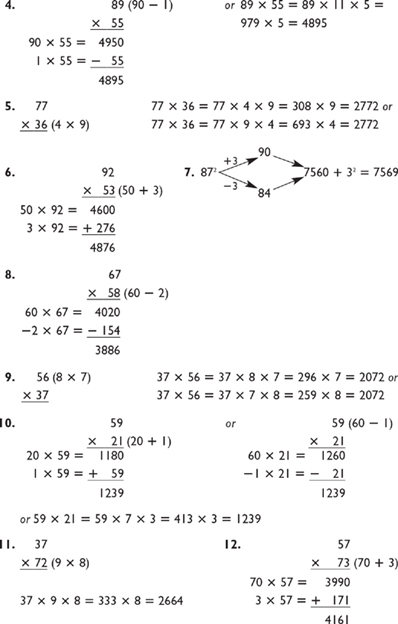 4. 89 (90 − 1) or 89 × 55 = 89 × 11 × 5 =
× 55 979 × 5 = 4895
90 × 55 = 4950
1 × 55 = − 55
4895
5. 77 77 × 36 = 77 × 4 × 9 = 308 × 9 = 2772 or
× 36 (4 × 9) 77 × 36 = 77 × 9 × 4 = 693 × 4 = 2772
6. 92
× 53 (50 + 3)
50 × 92 = 4600
3 × 92 = + 276
4876
7. 87² +3 90 7560 + 3² = 7569
−3 84
8. 67
× 58 (60 − 2)
60 × 67 = 4020
−2 × 67 = − 154
3886
9. 56 (8 × 7) 37 × 56 = 37 × 8 × 7 = 296 × 7 = 2072 or
× 37 37 × 56 = 37 × 7 × 8 = 259 × 8 = 2072
10. 59 or 59 (60 − 1)
× 21 (20 + 1) × 21
20 × 59 = 1180 60 × 21 = 1260
1 × 59 = + 59 −1 × 21 = − 21
1239 1239
or 59 × 21 = 59 × 7 × 3 = 413 × 3 = 1239
11. 37
× 72 (9 × 8)
37 × 9 × 8 = 333 × 8 = 2664
12. 57
× 73 (70 + 3)
70 × 57 = 3990
3 × 57 = + 171
4161